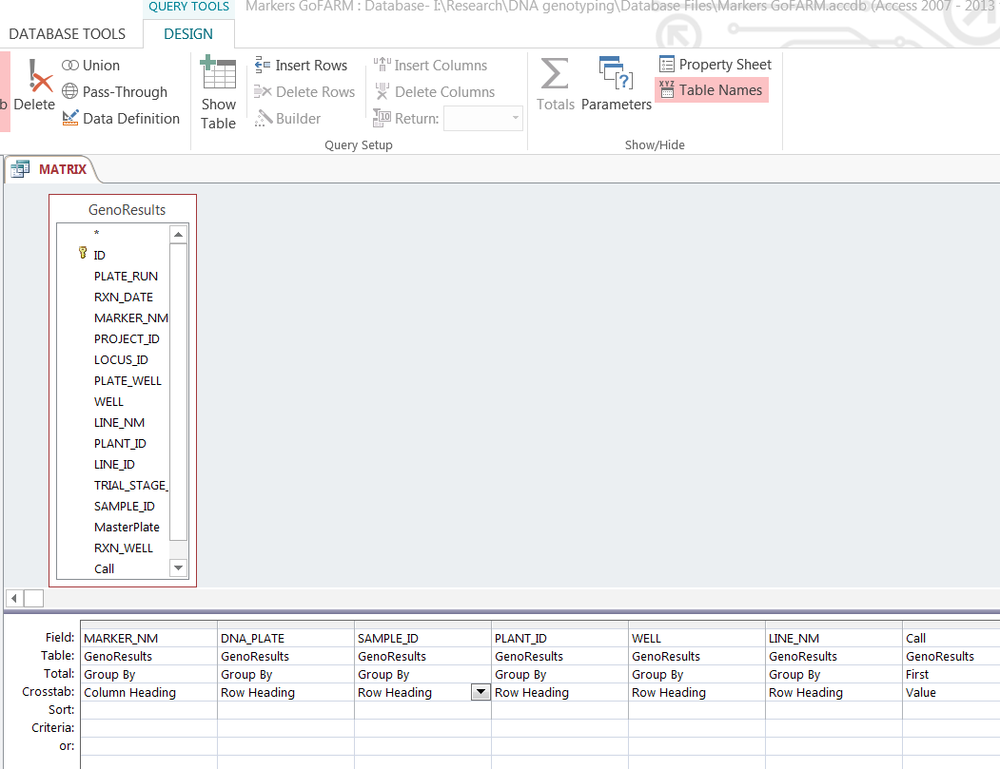 QUERY TOOLS Markers GoFARM : Database- I:\Research\DNA genotyping\Database Files\Markers GoFARM.accdb (Access 2007 - 2013
DATABASE TOOLS DESIGN
b Delete
Union
Pass-Through
Data Definition
Show
Table
Insert Rows
Delete Rows
Builder
Insert Columns
Delete Columns
Return:
Query Setup
Totals
Parameters
Property Sheet
XYZ Table Names
Show/Hide
MATRIX
GenoResults
*
ID
PLATE_RUN
RXN_DATE
MARKER_NM
PROJECT_ID
LOCUS_ID
PLATE_WELL
WELL
LINE_NM
PLANT_ID
LINE_ID
TRIAL_STAGE_
SAMPLE_ID
MasterPlate
RXN_WELL
Call
Field: MARKER_NM DNA_PLATE SAMPLE_ID PLANT_ID WELL LINE_NM Call
Table: GenoResults GenoResults GenoResults GenoResults GenoResults GenoResults GenoResults
Total: Group By Group By Group By Group By Group By Group By First
Crosstab: Column Heading Row Heading Row Heading Row Heading Row Heading Row Heading Value
Sort:
Criteria:
or: